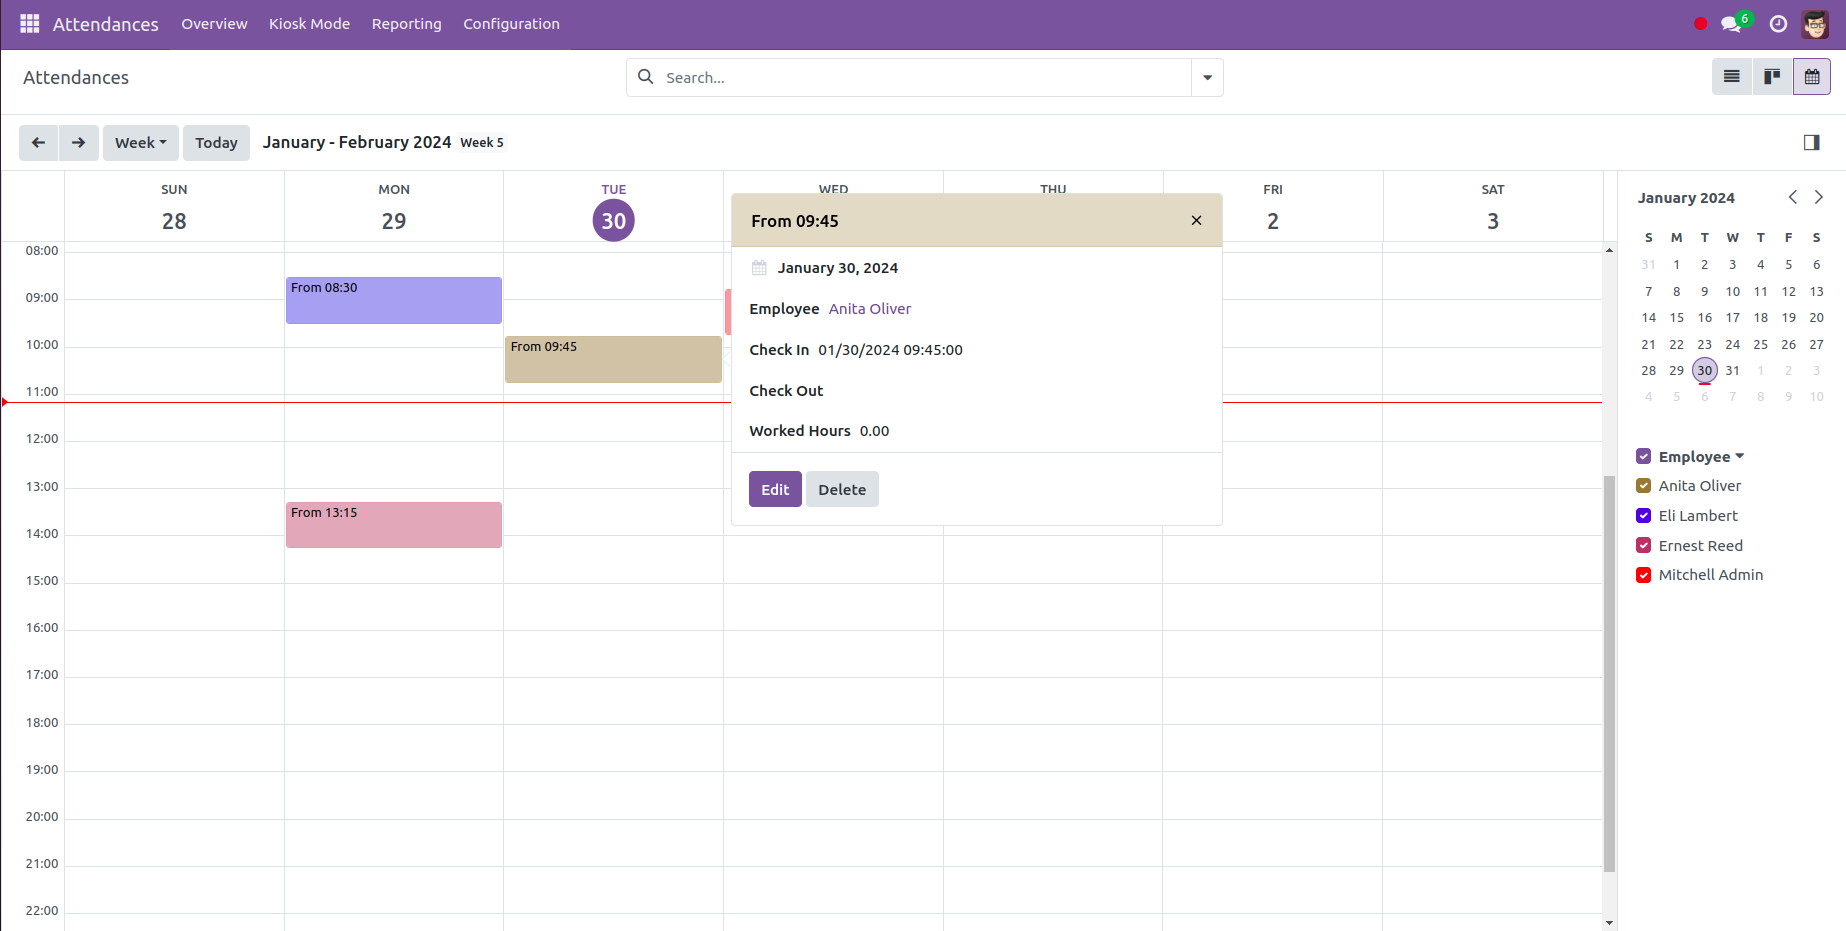 Attendances Overview Kiosk Mode Reporting Configuration 6
Attendances Search...
Week Today January - February 2024 Week 5
SUN MON TUE WED THU FRI SAT
28 29 30 2 3
08:00
09:00
10:00
11:00
12:00
13:00
14:00
15:00
16:00
17:00
18:00
19:00
20:00
21:00
22:00
From 08:30
From 13:15
From 09:45
From 09:45
January 30, 2024
Employee Anita Oliver
Check In 01/30/2024 09:45:00
Check Out
Worked Hours 0.00
Edit Delete
January 2024
S M T W T F S
31 1 2 3 4 5 6
7 8 9 10 11 12 13
14 15 16 17 18 19 20
21 22 23 24 25 26 27
28 29 30 31 1 2 3
4 5 6 7 8 9 10
Employee
Anita Oliver
Eli Lambert
Ernest Reed
Mitchell Admin